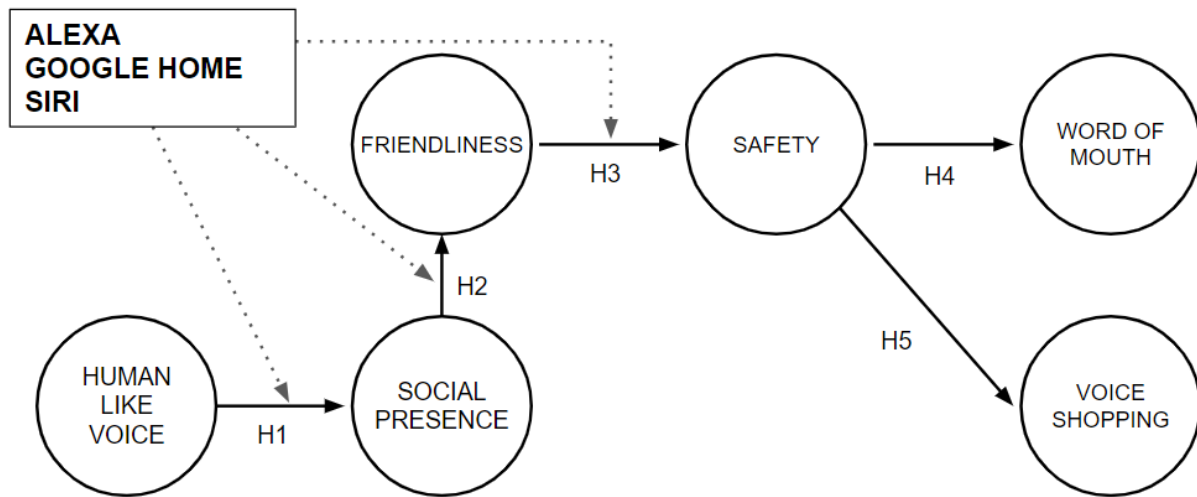 ALEXA
GOOGLE HOME
SIRI
FRIENDLINESS
H3
SAFETY
H4
WORD OF
MOUTH
H2
H5
HUMAN
LIKE
VOICE
H1
SOCIAL
PRESENCE
VOICE
SHOPPING